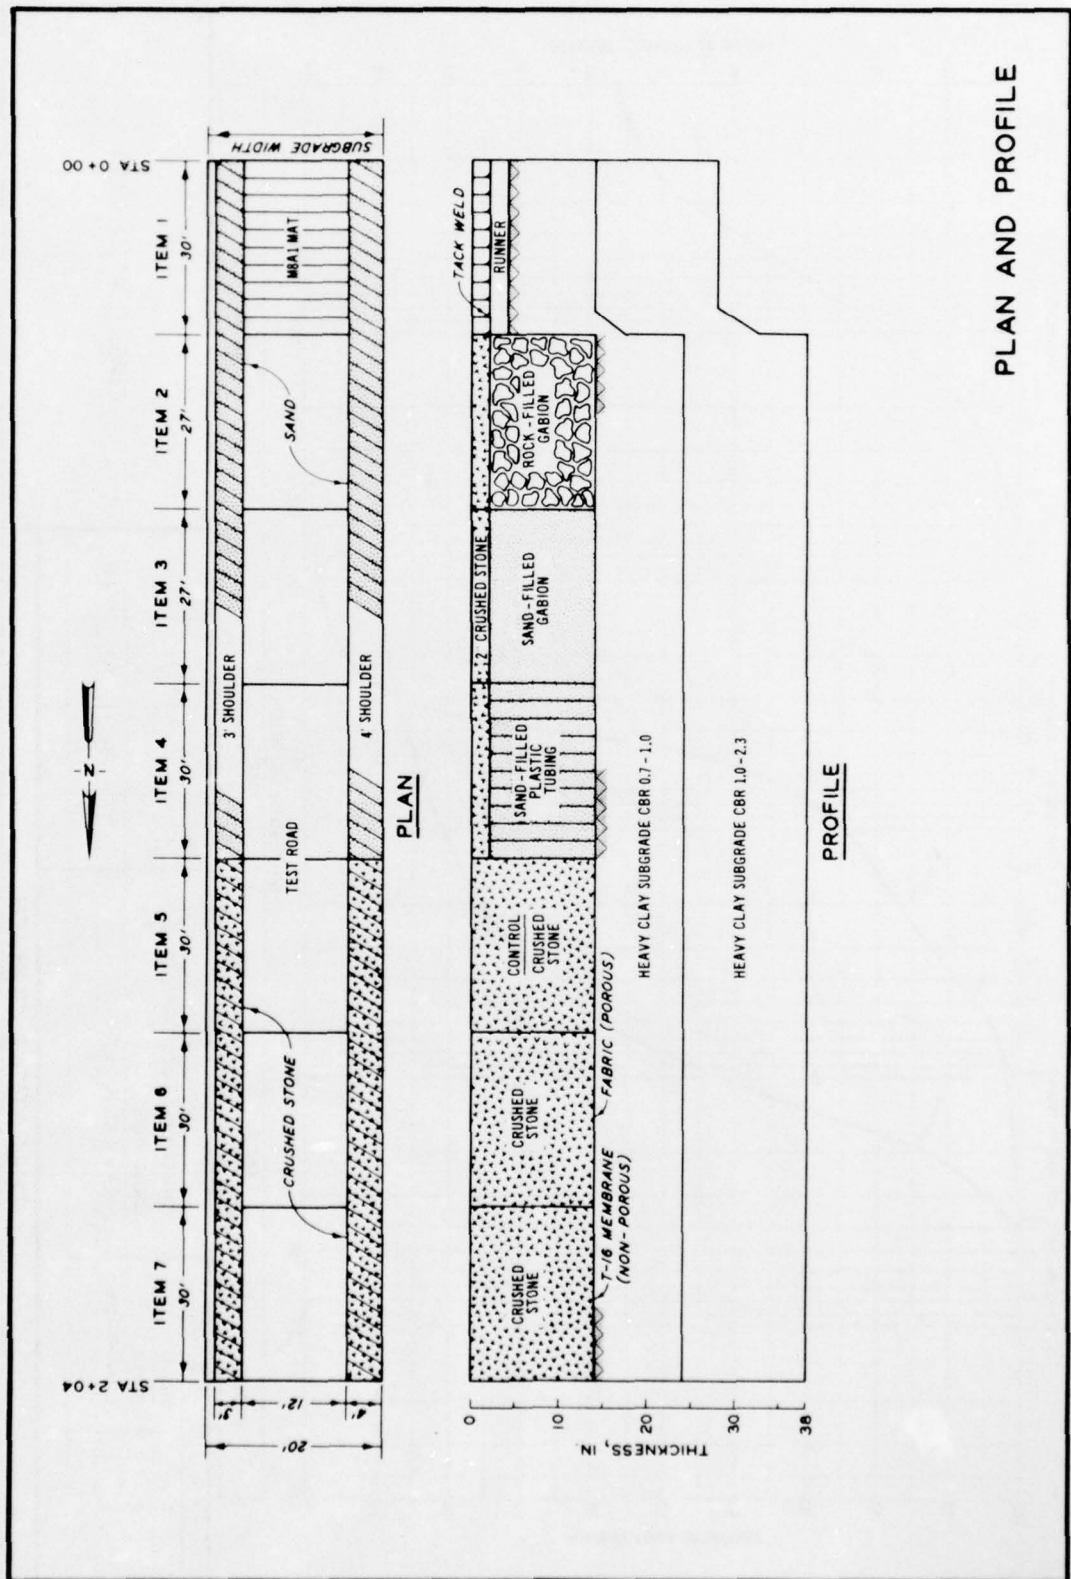 N
STA 2+04
ITEM 7
ITEM 6
ITEM 5
ITEM 4
ITEM 3
ITEM 2
ITEM 1
STA 0+00
30'
30'
30'
30'
27'
27'
30'
20'
3'
12'
4'
CRUSHED STONE
TEST ROAD
3' SHOULDER
4' SHOULDER
SAND
M8A1 MAT
SUBGRADE WIDTH
PLAN
THICKNESS, IN.
0
10
20
30
38
CRUSHED
STONE
CRUSHED
STONE
CONTROL
CRUSHED
STONE
SAND-FILLED
PLASTIC
TUBING
2" CRUSHED STONE
SAND-FILLED
GABION
ROCK-FILLED
GABION
TACK WELD
RUNNER
T-16 MEMBRANE
(NON-POROUS)
FABRIC (POROUS)
HEAVY CLAY SUBGRADE CBR 0.7 - 1.0
HEAVY CLAY SUBGRADE CBR 1.0 - 2.3
PROFILE
PLAN AND PROFILE